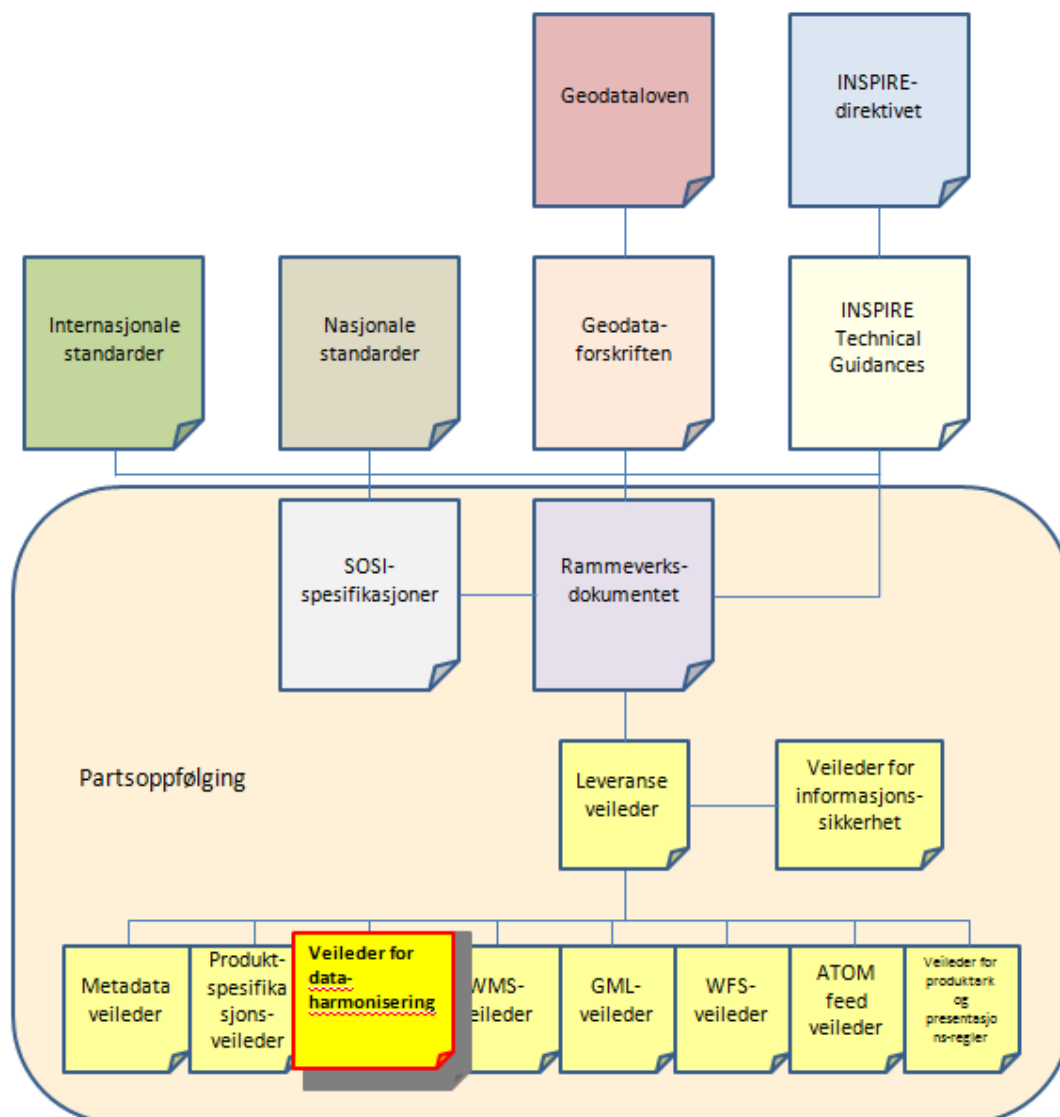 Geodataloven
INSPIRE-
direktivet
Internasjonale
standarder
Nasjonale
standarder
Geodata-
forskriften
INSPIRE
Technical
Guidances
SOSI-
spesifikasjoner
Rammeverks-
dokumentet
Partsoppfølging
Leveranse
veileder
Veileder for
informasjons-
sikkerhet
Metadata
veileder
Produkt-
spesifika
sjons-
veileder
Veileder for
data-
harmonisering
WMS-
eileder
GML-
veileder
WFS-
veileder
ATOM
feed
veileder
Veileder for
produktark
og
presentasjo
ns-regler